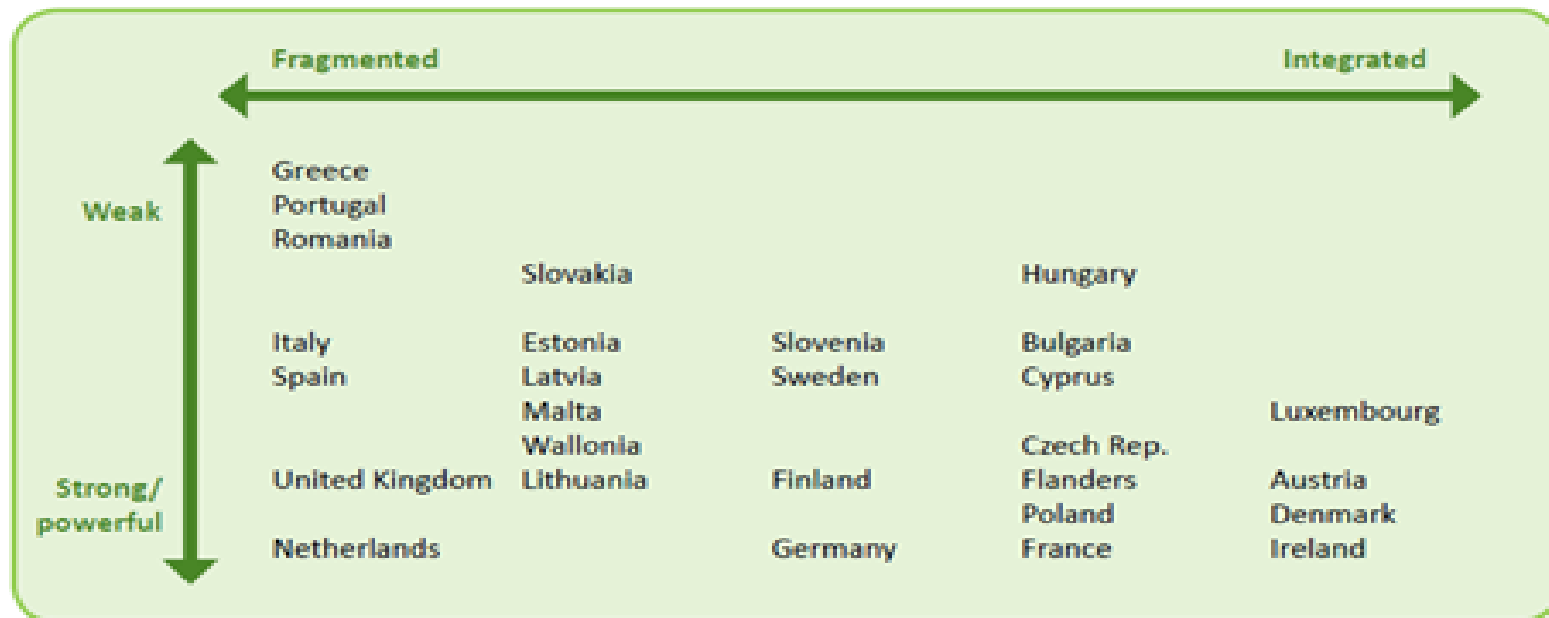 Fragmented Integrated
Greece
Weak Portugal
Romania
Slovakia Hungary
Italy Estonia Slovenia Bulgaria
Spain Latvia Sweden Cyprus
Malta Luxembourg
Wallonia Czech Rep.
Strong/ United Kingdom Lithuania Finland Flanders Austria
powerful Poland Denmark
Netherlands Germany France Ireland